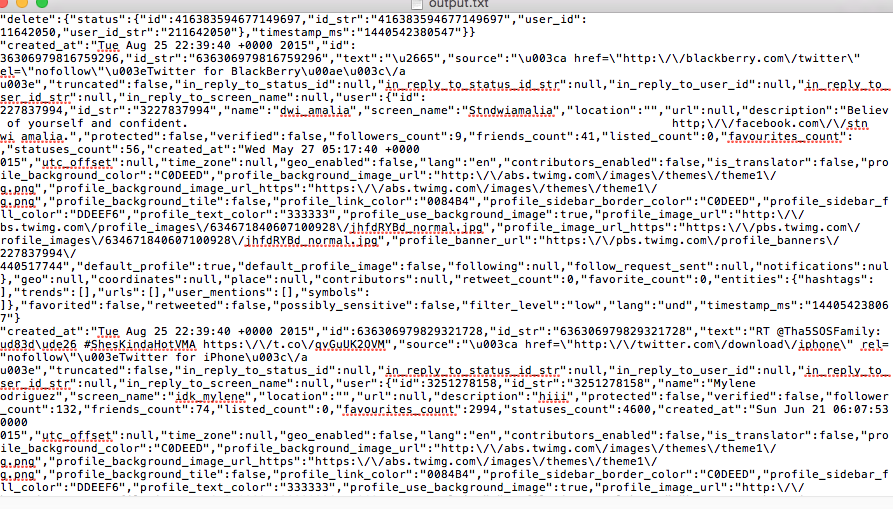 output.txt
"delete":{"status":{"id":416383594677149697,"id_str":"416383594677149697","user_id":
11642050,"user_id_str":"211642050"},"timestamp_ms":"1440542380547"}}
"created_at":"Tue Aug 25 22:39:40 +0000 2015","id":
36306979816759296,"id_str":"636306979816759296","text":"\u2665","source":"\u003ca href=\"http:\/\/blackberry.com\/twitter\"
el=\"nofollow\"\u003eTwitter for BlackBerry\u00ae\u003c\/a
u003e","truncated":false,"in_reply_to_status_id":null,"in_reply_to_status_id_str":null,"in_reply_to_user_id":null,"in_reply_to_
ser_id_str":null,"in_reply_to_screen_name":null,"user":{"id":
227837994,"id_str":"3227837994","name":"dwi_amalia","screen_name":"Stndwiamalia","location":"","url":null,"description":"Believ
 of yourself and confident.                    http;\/\/facebook.com\/\/stn
wi amalia.","protected":false,"verified":false,"followers_count":9,"friends_count":41,"listed_count":0,"favourites_count":
,"statuses_count":56,"created_at":"Wed May 27 05:17:40 +0000
015","utc_offset":null,"time_zone":null,"geo_enabled":false,"lang":"en","contributors_enabled":false,"is_translator":false,"pro
ile_background_color":"C0DEED","profile_background_image_url":"http:\/\/abs.twimg.com\/images\/themes\/theme1\/
g.png","profile_background_image_url_https":"https:\/\/abs.twimg.com\/images\/themes\/theme1\/
g.png","profile_background_tile":false,"profile_link_color":"0084B4","profile_sidebar_border_color":"C0DEED","profile_sidebar_f
ll_color":"DDEEF6","profile_text_color":"333333","profile_use_background_image":true,"profile_image_url":"http:\/\/
bs.twimg.com\/profile_images\/634671840607100928\/jhfdRYBd_normal.jpg","profile_image_url_https":"https:\/\/pbs.twimg.com\/
rofile_images\/634671840607100928\/jhfdRYBd_normal.jpg","profile_banner_url":"https:\/\/pbs.twimg.com\/profile_banners\/
227837994\/
440517744","default_profile":true,"default_profile_image":false,"following":null,"follow_request_sent":null,"notifications":nul
},"geo":null,"coordinates":null,"place":null,"contributors":null,"retweet_count":0,"favorite_count":0,"entities":{"hashtags":
],"trends":[],"urls":[],"user_mentions":[],"symbols":
]},"favorited":false,"retweeted":false,"possibly_sensitive":false,"filter_level":"low","lang":"und","timestamp_ms":"14405423806
67"}
"created_at":"Tue Aug 25 22:39:40 +0000 2015","id":636306979829321728,"id_str":"636306979829321728","text":"RT @Tha5SOSFamily:
ud83d\ude26 #ShesKindaHotVMA https:\/\/t.co\/qvGuUK2OVM","source":"\u003ca href=\"http:\/\/twitter.com\/download\/iphone\" rel=
"nofollow\"\u003eTwitter for iPhone\u003c\/a
u003e","truncated":false,"in_reply_to_status_id":null,"in_reply_to_status_id_str":null,"in_reply_to_user_id":null,"in_reply_to_
ser_id_str":null,"in_reply_to_screen_name":null,"user":{"id":3251278158,"id_str":"3251278158","name":"Mylene
odriguez","screen_name":"idk_mylene","location":"","url":null,"description":"hiii","protected":false,"verified":false,"follower
_count":132,"friends_count":74,"listed_count":0,"favourites_count":2994,"statuses_count":4600,"created_at":"Sun Jun 21 06:07:53
0000
015","utc_offset":null,"time_zone":null,"geo_enabled":false,"lang":"en","contributors_enabled":false,"is_translator":false,"pro
ile_background_color":"C0DEED","profile_background_image_url":"http:\/\/abs.twimg.com\/images\/themes\/theme1\/
g.png","profile_background_image_url_https":"https:\/\/abs.twimg.com\/images\/themes\/theme1\/
g.png","profile_background_tile":false,"profile_link_color":"0084B4","profile_sidebar_border_color":"C0DEED","profile_sidebar_f
ll_color":"DDEEF6","profile_text_color":"333333","profile_use_background_image":true,"profile_image_url":"http:\/\/